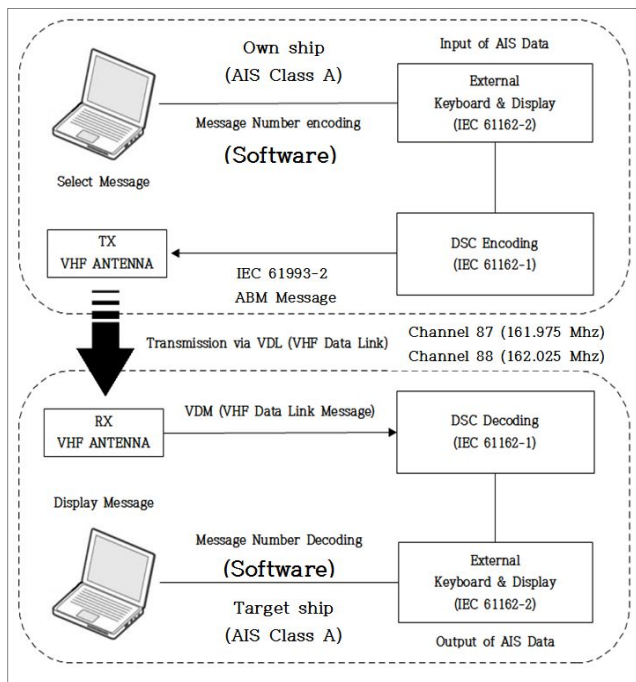 Own ship
(AIS Class A)
Input of AIS Data
External
Keyboard & Display
(IEC 61162-2)
Message Number encoding
(Software)
Select Message
TX
VHF ANTENNA
DSC Encoding
(IEC 61162-1)
IEC 61993-2
ABM Message
Transmission via VDL (VHF Data Link)
Channel 87 (161.975 Mhz)
Channel 88 (162.025 Mhz)
RX
VHF ANTENNA
VDM (VHF Data Link Message)
DSC Decoding
(IEC 61162-1)
Display Message
Message Number Decoding
(Software)
Target ship
(AIS Class A)
External
Keyboard & Display
(IEC 61162-2)
Output of AIS Data